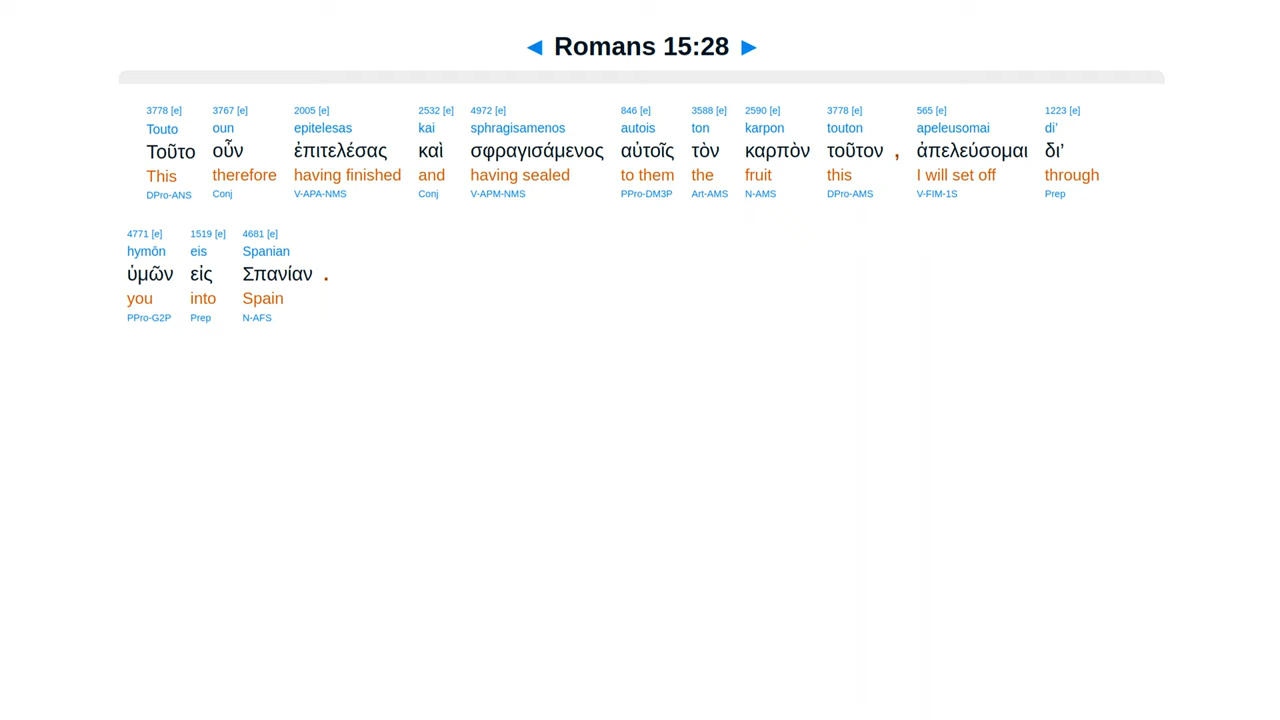 ◄ Romans 15:28 ►
3778 [e] 3767 [e] 2005 [e] 2532 [e] 4972 [e] 846 [e] 3588 [e] 2590 [e] 3778 [e] 565 [e] 1223 [e]
Touto oun epitelesas kai sphragisamenos autois ton karpon touton apeleusomai di’
Τοῦτο οὖν ἐπιτελέσας καὶ σφραγισάμενος αὐτοῖς τὸν καρπὸν τοῦτον , ἀπελεύσομαι δι’
This therefore having finished and having sealed to them the fruit this I will set off through
DPro-ANS Conj V-APA-NMS Conj V-APM-NMS PPro-DM3P Art-AMS N-AMS DPro-AMS V-FIM-1S Prep
4771 [e] 1519 [e] 4681 [e]
hymōn eis Spanian
ὑμῶν εἰς Σπανίαν .
you into Spain
PPro-G2P Prep N-AFS